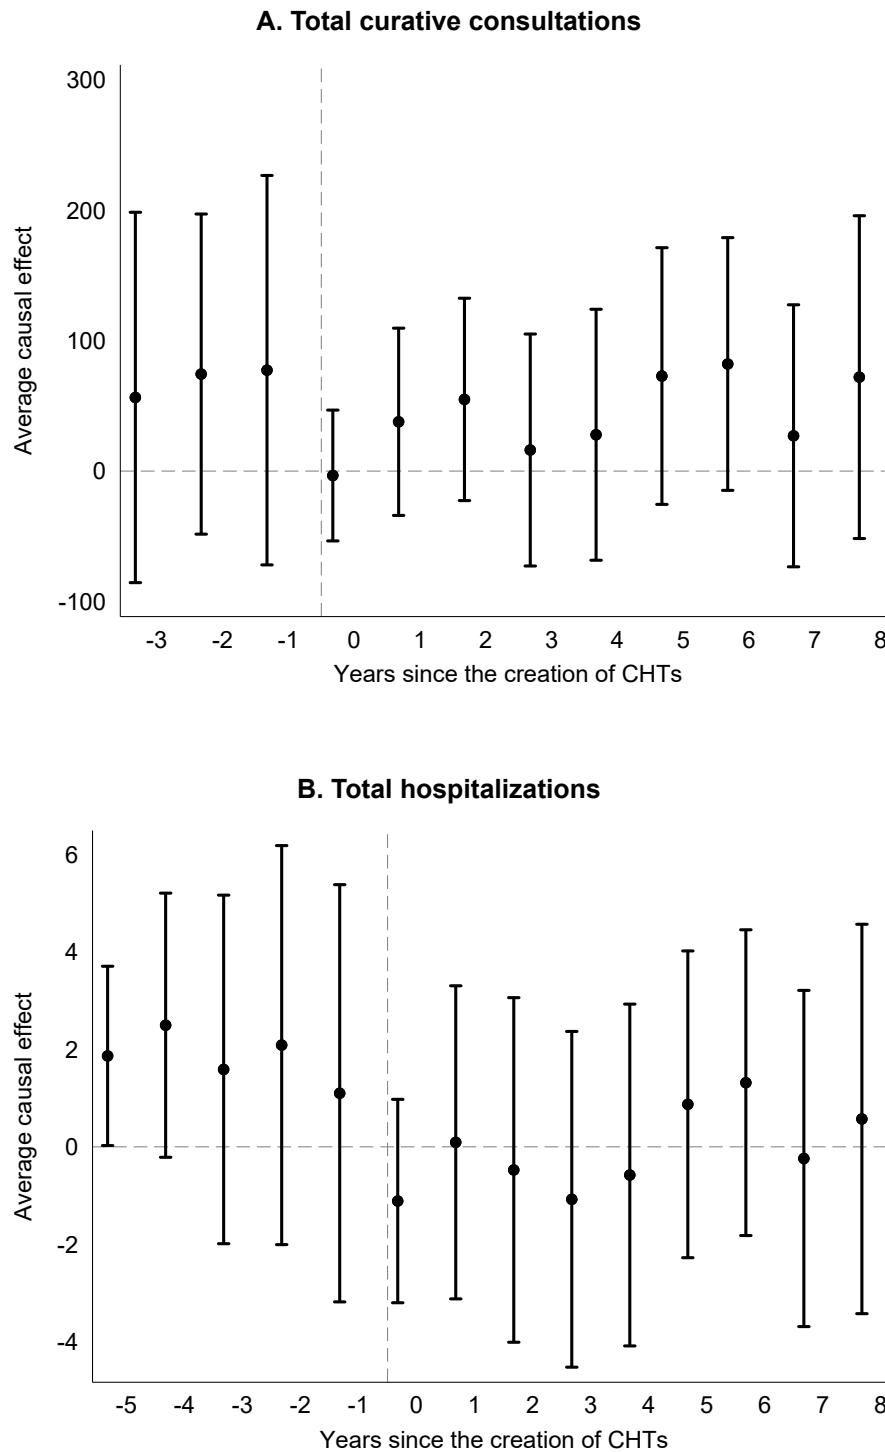 A. Total curative consultations
300
200
100
0
-100
Average causal effect
-3 -2 -1 0 1 2 3 4 5 6 7 8
Years since the creation of CHTs
B. Total hospitalizations
6
4
2
0
-2
-4
Average causal effect
-5 -4 -3 -2 -1 0 1 2 3 4 5 6 7 8
Years since the creation of CHTs